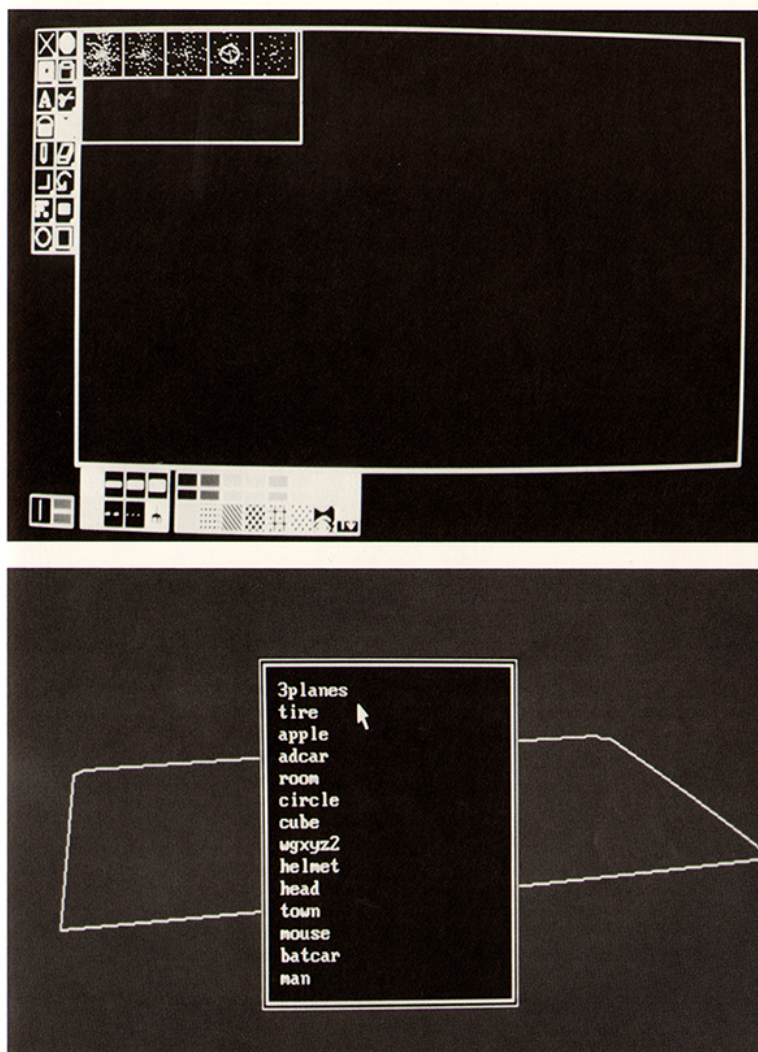 A
3planes
tire
apple
adcar
room
circle
cube
wgxyz2
helmet
head
town
mouse
batcar
man